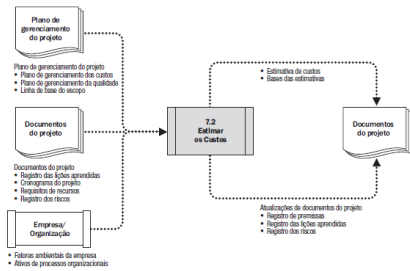 Plano de
gerenciamento
do projeto
Plano de gerenciamento do projeto
• Plano de gerenciamento dos custos
• Plano de gerenciamento da qualidade
• Linha de base do escopo
Documentos
do projeto
Documentos do projeto
• Registro das lições aprendidas
• Cronograma do projeto
• Requisitos de recursos
• Registro dos riscos
Empresa/
Organização
• Fatores ambientais da empresa
• Ativos de processos organizacionais
7.2
Estimar
os Custos
• Estimativa de custos
• Bases das estimativas
Documentos
do projeto
Atualizações de documentos do projeto
• Registro de premissas
• Registro das lições aprendidas
• Registro dos riscos